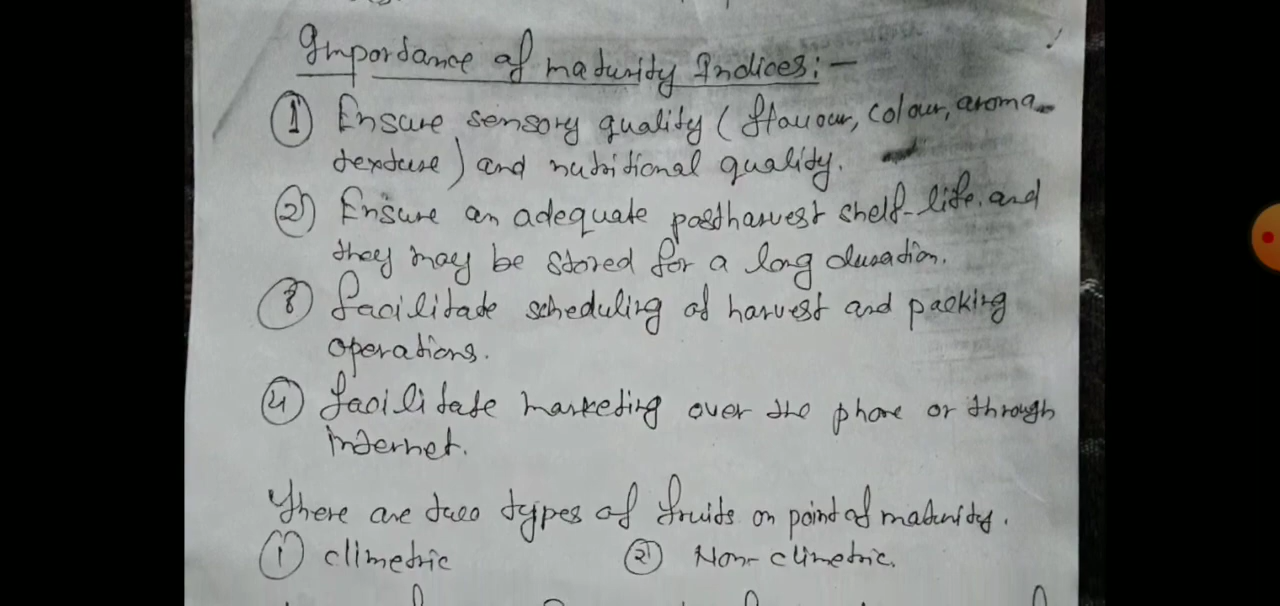 Importance of maturity Indices:-
① Ensure sensory quality (flavour, colour, aroma
texture) and nutritional quality.
② Ensure an adequate postharvest shelf-life. and
they may be stored for a long duration.
③ facilitate scheduling of harvest and packing
operations.
④ facilitate marketing over the phone or through
internet.
There are two types of fruits on point of maturity.
① climetric ② Non-climetric.